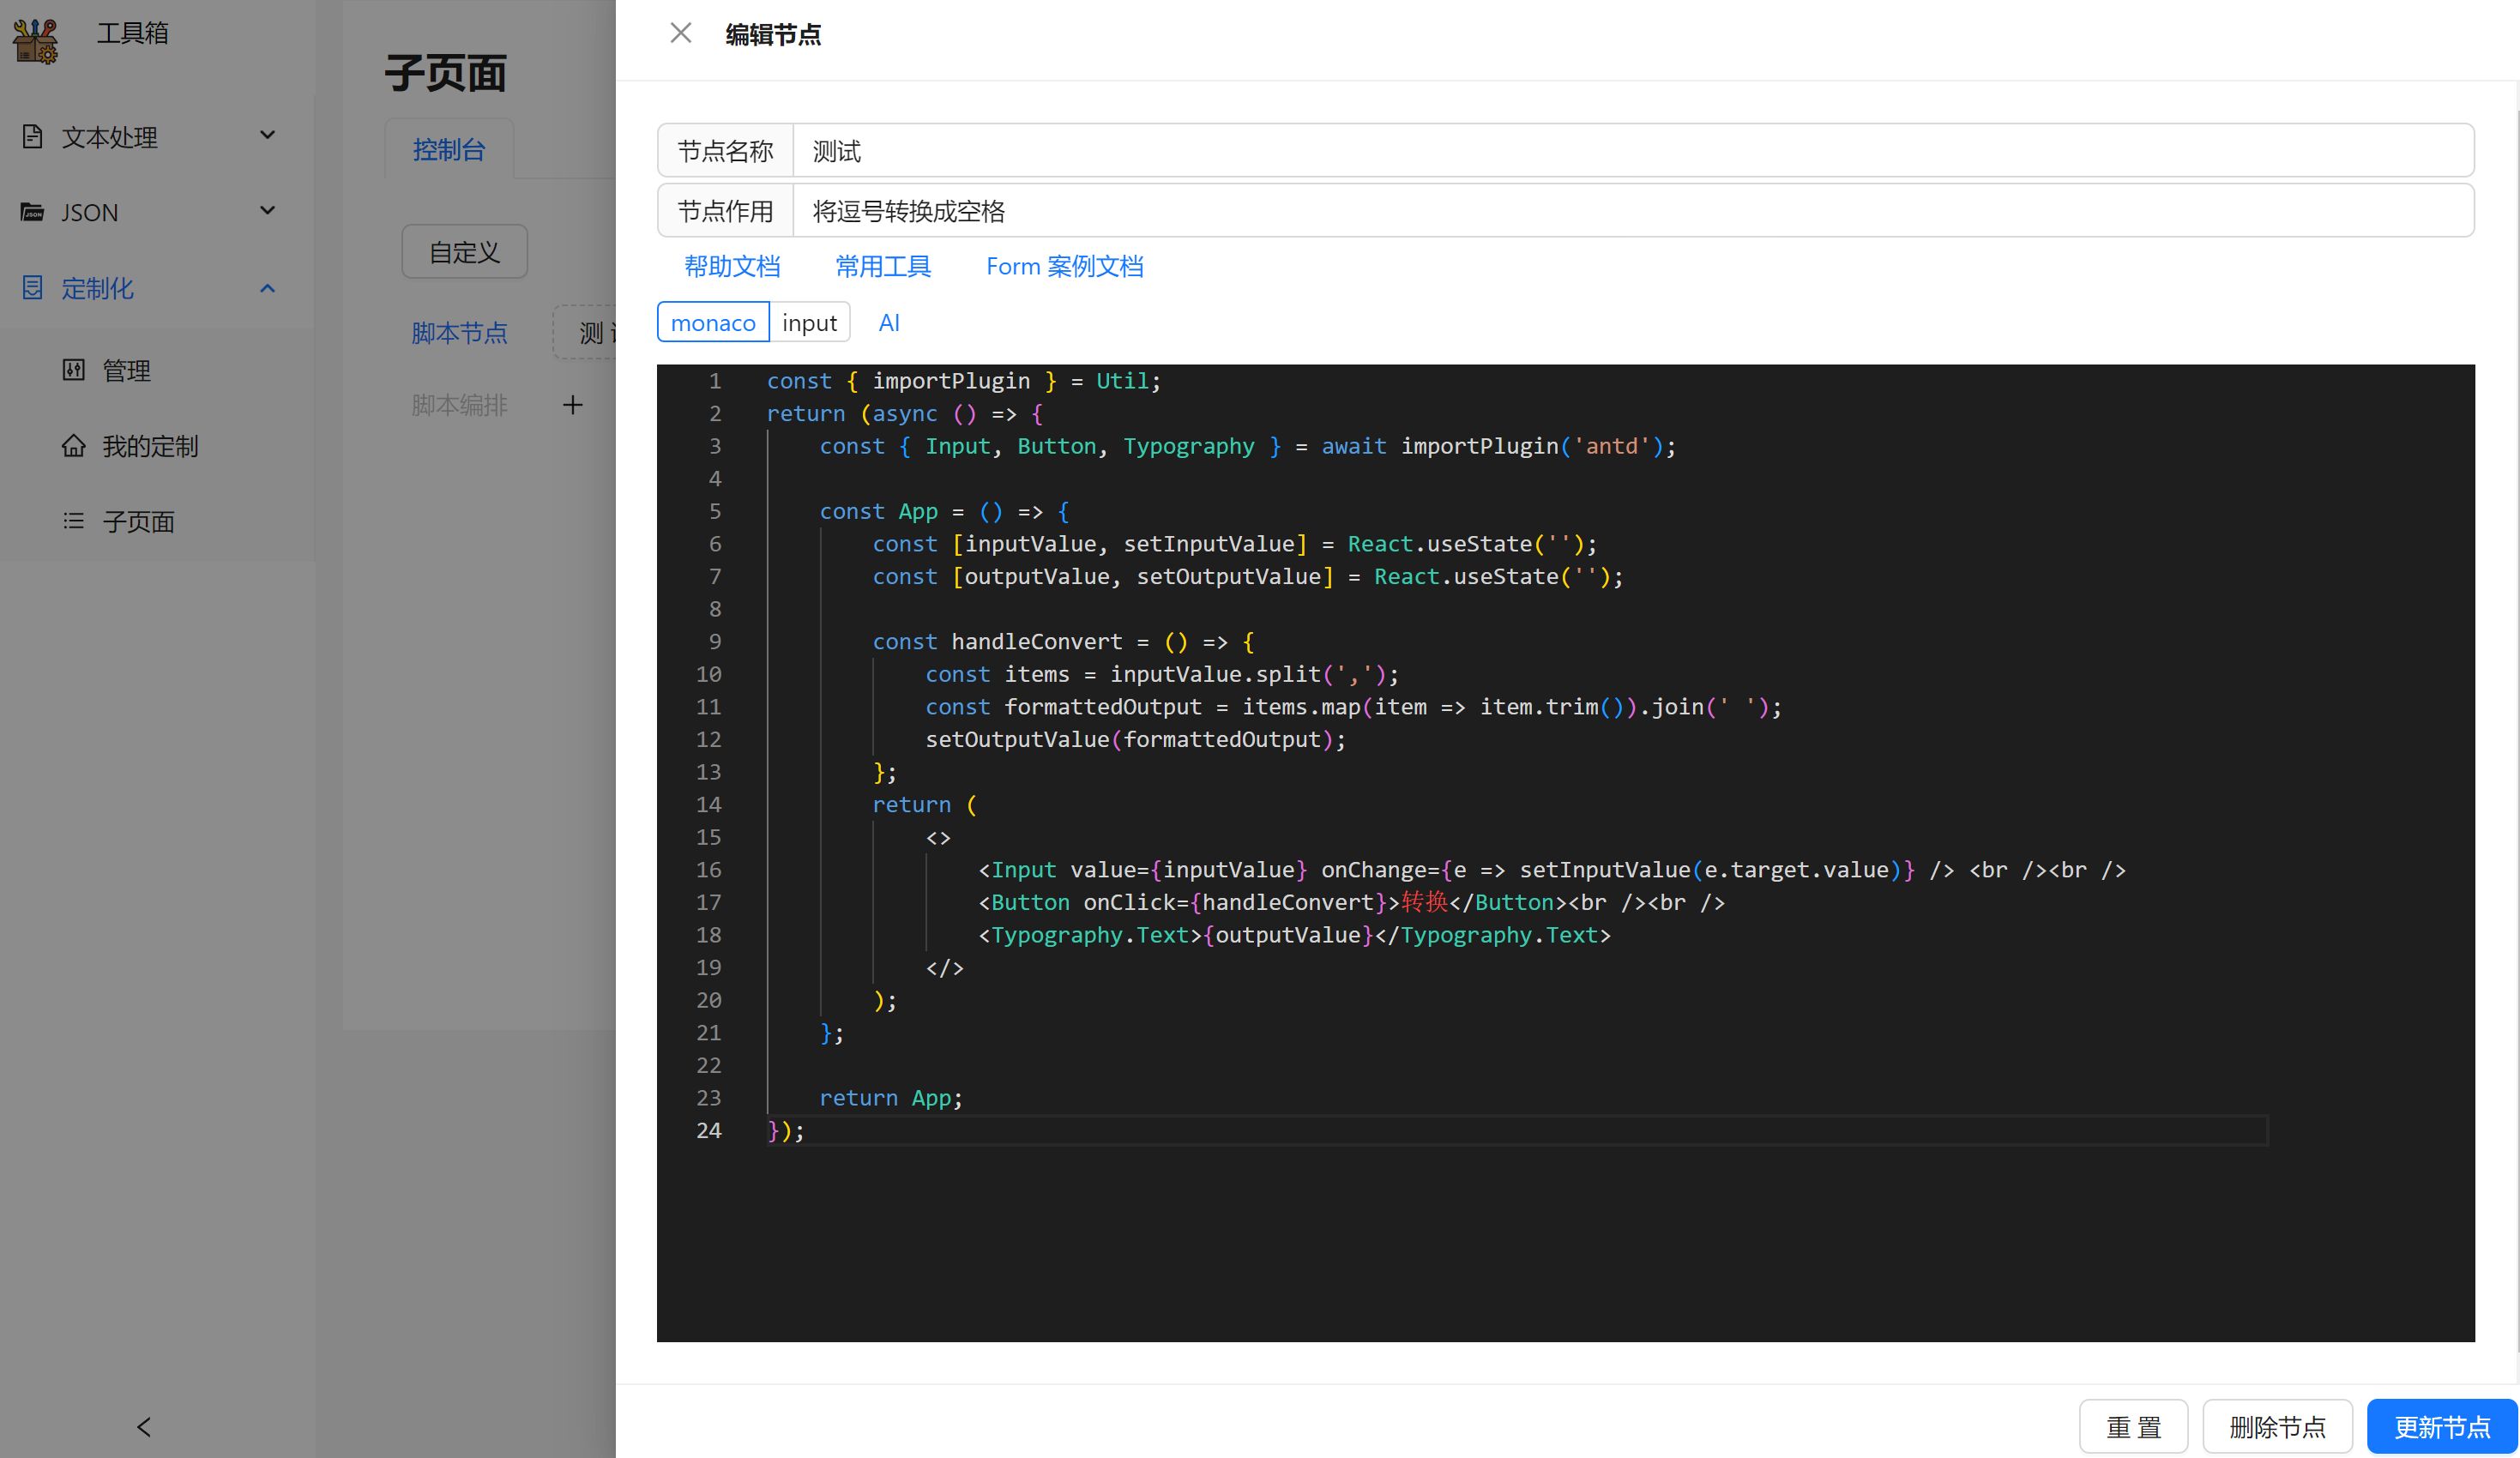 工具箱
文本处理
JSON
定制化
管理
我的定制
子页面
子页面
控制台
自定义
脚本节点
测
脚本编排
编辑节点
节点名称 测试
节点作用 将逗号转换成空格
帮助文档 常用工具 Form 案例文档
monaco input AI
1 const { importPlugin } = Util;
2 return (async () => {
3     const { Input, Button, Typography } = await importPlugin('antd');
4
5     const App = () => {
6         const [inputValue, setInputValue] = React.useState('');
7         const [outputValue, setOutputValue] = React.useState('');
8
9         const handleConvert = () => {
10             const items = inputValue.split(',');
11             const formattedOutput = items.map(item => item.trim()).join(' ');
12             setOutputValue(formattedOutput);
13         };
14         return (
15             <>
16                 <Input value={inputValue} onChange={e => setInputValue(e.target.value)} /> <br /><br />
17                 <Button onClick={handleConvert}>转换</Button><br /><br />
18                 <Typography.Text>{outputValue}</Typography.Text>
19             </>
20         );
21     };
22
23     return App;
24 });
重 置 删除节点 更新节点